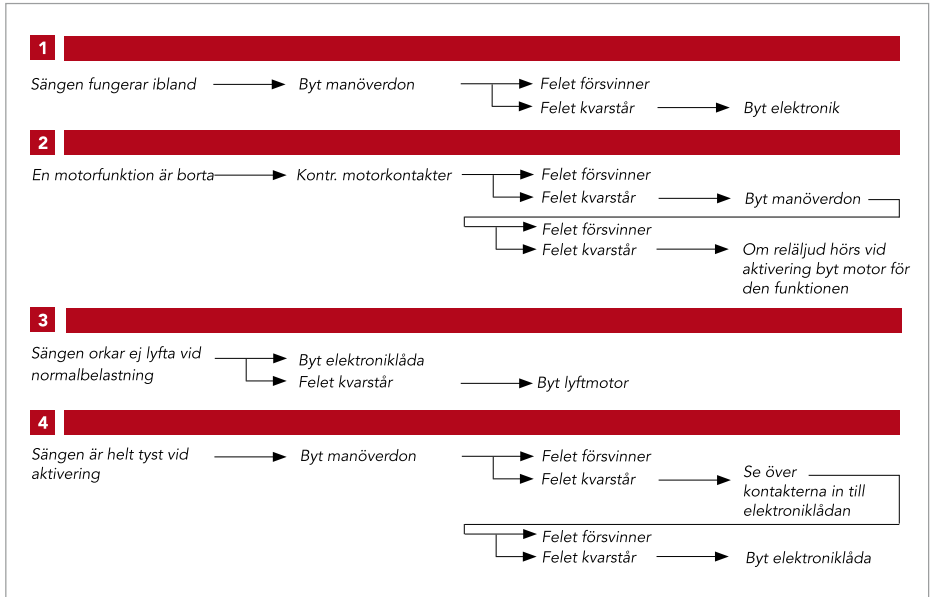 1
Sängen fungerar ibland
Byt manöverdon
Felet försvinner
Felet kvarstår
Byt elektronik
2
En motorfunktion är borta
Kontr. motorkontakter
Felet försvinner
Felet kvarstår
Byt manöverdon
Felet försvinner
Felet kvarstår
Om reläljud hörs vid
aktivering byt motor för
den funktionen
3
Sängen orkar ej lyfta vid
normalbelastning
Byt elektroniklåda
Felet kvarstår
Byt lyftmotor
4
Sängen är helt tyst vid
aktivering
Byt manöverdon
Felet försvinner
Felet kvarstår
Se över
kontakterna in till
elektroniklådan
Felet försvinner
Felet kvarstår
Byt elektroniklåda